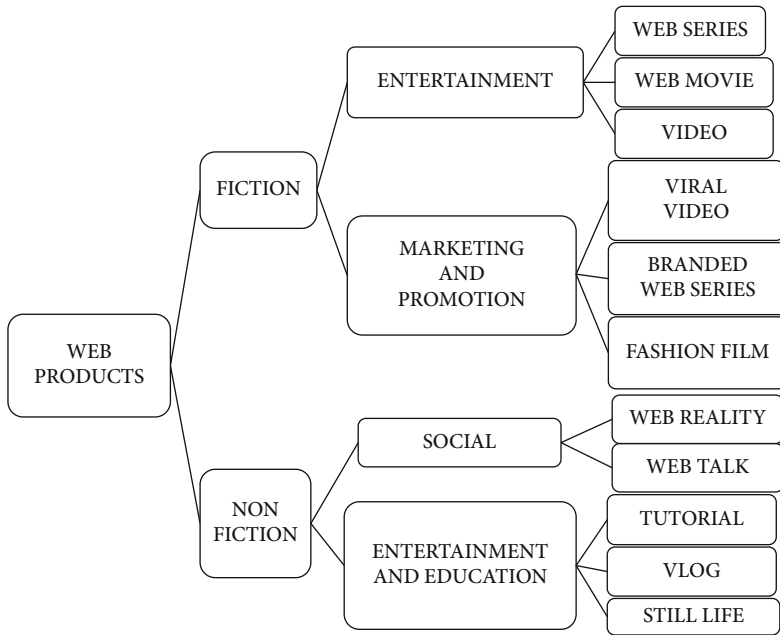 WEB
PRODUCTS
FICTION
ENTERTAINMENT
WEB SERIES
WEB MOVIE
VIDEO
MARKETING
AND
PROMOTION
VIRAL
VIDEO
BRANDED
WEB SERIES
FASHION FILM
NON
FICTION
SOCIAL
WEB REALITY
WEB TALK
ENTERTAINMENT
AND EDUCATION
TUTORIAL
VLOG
STILL LIFE